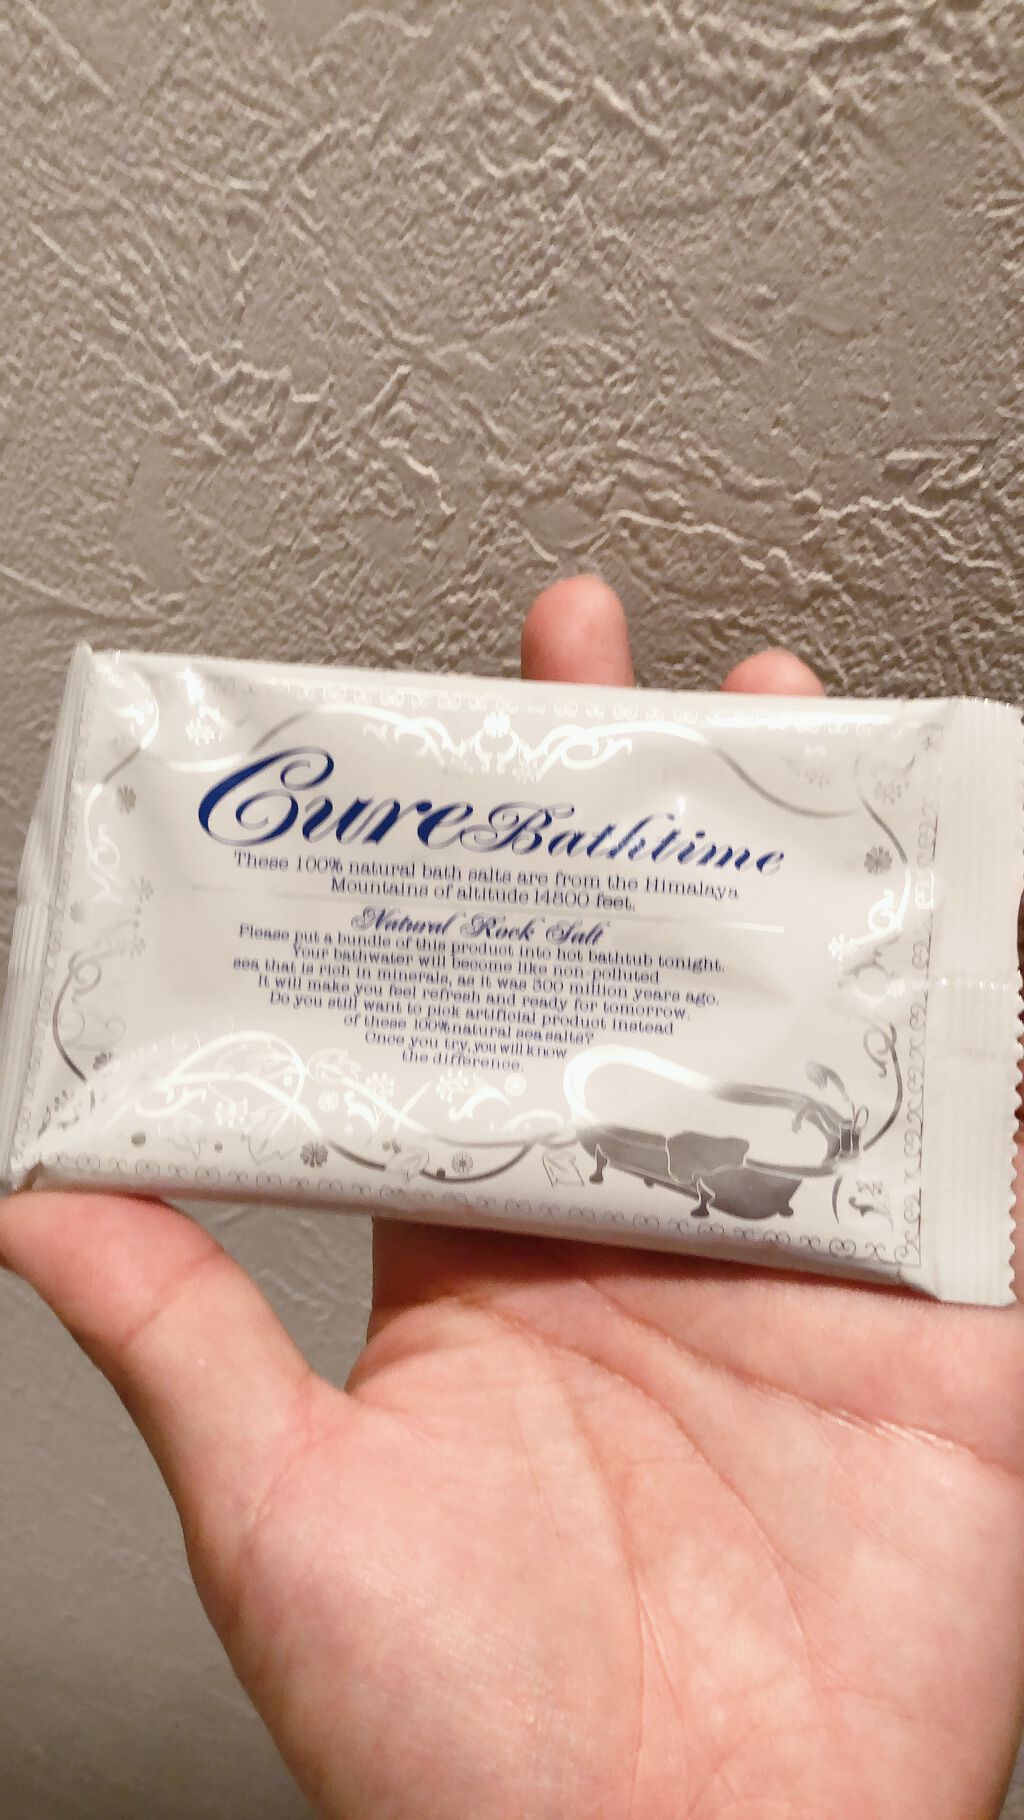 Cure Bathtime
These 100% natural bath salts are from the Himalaya
Mountains of altitude 14800 feet.
Natural Rock Salt
Please put a bundle of this product into hot bathtub tonight.
Your bathwater will become like non-polluted
sea that is rich in minerals, as it was 300 million years ago.
It will make you feel refresh and ready for tomorrow.
Do you still want to pick artificial product instead
of these 100% natural sea salts?
Once you try, you will know
the difference.